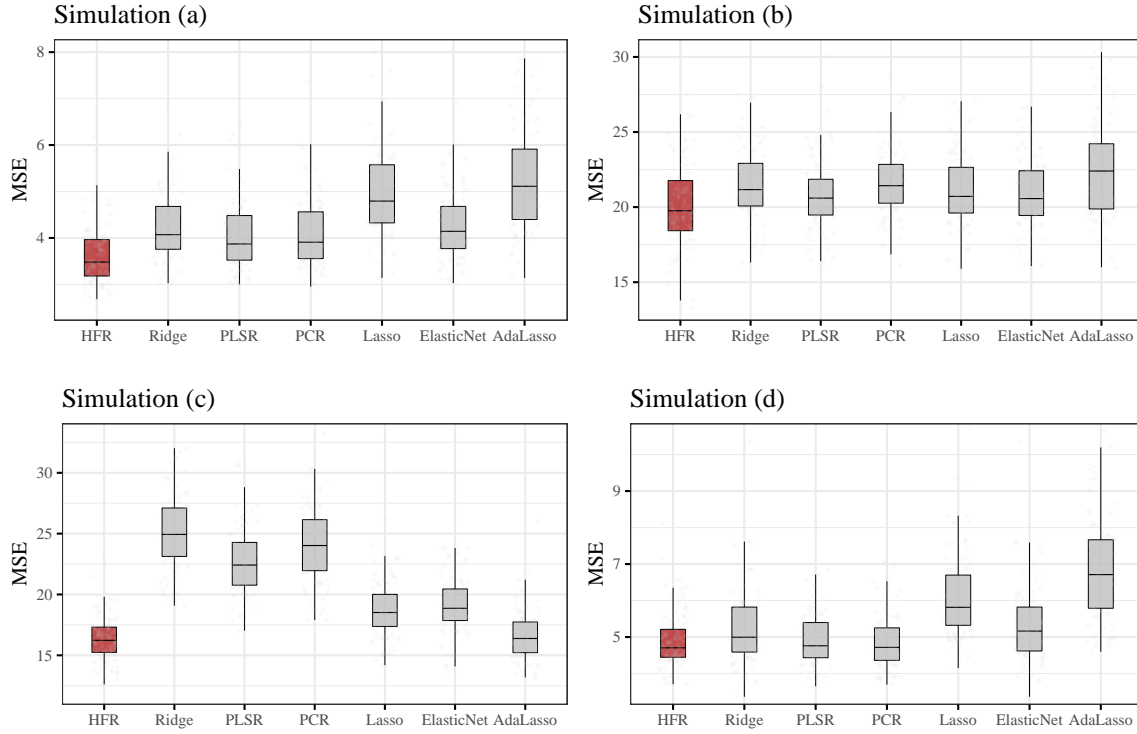 Simulation (a)
8
6
4
MSE
HFR Ridge PLSR PCR Lasso ElasticNet AdaLasso
Simulation (b)
30
25
20
15
MSE
HFR Ridge PLSR PCR Lasso ElasticNet AdaLasso
Simulation (c)
30
25
20
15
MSE
HFR Ridge PLSR PCR Lasso ElasticNet AdaLasso
Simulation (d)
9
7
5
MSE
HFR Ridge PLSR PCR Lasso ElasticNet AdaLasso